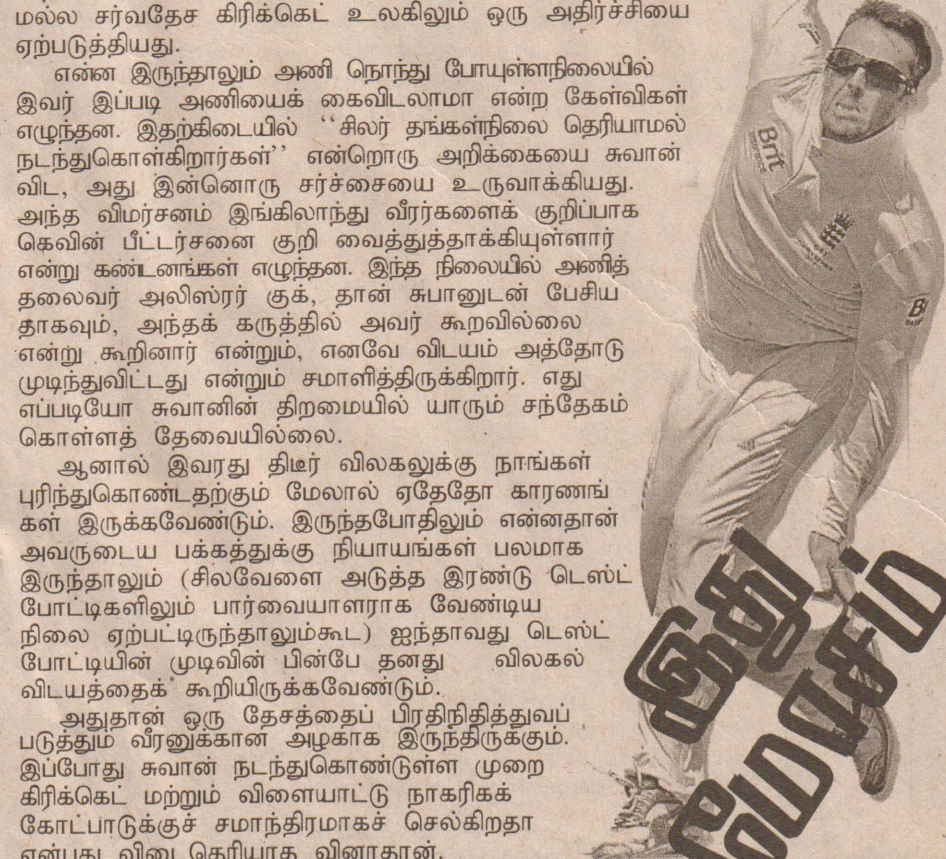 மல்ல சர்வதேச கிரிக்கெட் உலகிலும் ஒரு அதிர்ச்சியை
ஏற்படுத்தியது.
என்ன இருந்தாலும் அணி நொந்து போயுள்ளநிலையில்
இவர் இப்படி அணியைக் கைவிடலாமா என்ற கேள்விகள்
எழுந்தன. இதற்கிடையில் ‘‘சிலர் தங்கள்நிலை தெரியாமல்
நடந்துகொள்கிறார்கள்’’ என்றொரு அறிக்கையை சுவான்
விட, அது இன்னொரு சர்ச்சையை உருவாக்கியது.
அந்த விமர்சனம் இங்கிலாந்து வீரர்களைக் குறிப்பாக
கெவின் பீட்டர்சனை குறி வைத்துத்தாக்கியுள்ளார்
என்று கண்டனங்கள் எழுந்தன. இந்த நிலையில் அணித்
தலைவர் அலிஸ்ரர் குக், தான் சுபானுடன் பேசிய
தாகவும், அந்தக் கருத்தில் அவர் கூறவில்லை
என்று கூறினார் என்றும், எனவே விடயம் அத்தோடு
முடிந்துவிட்டது என்றும் சமாளித்திருக்கிறார். எது
எப்படியோ சுவானின் திறமையில் யாரும் சந்தேகம்
கொள்ளத் தேவையில்லை.
ஆனால் இவரது திடீர் விலகலுக்கு நாங்கள்
புரிந்துகொண்டதற்கும் மேலால் ஏதேதோ காரணங்
கள் இருக்கவேண்டும். இருந்தபோதிலும் என்னதான்
அவருடைய பக்கத்துக்கு நியாயங்கள் பலமாக
இருந்தாலும் (சிலவேளை அடுத்த இரண்டு டெஸ்ட்
போட்டிகளிலும் பார்வையாளராக வேண்டிய
நிலை ஏற்பட்டிருந்தாலும்கூட) ஐந்தாவது டெஸ்ட்
போட்டியின் முடிவின் பின்பே தனது விலகல்
விடயத்தைக் கூறியிருக்கவேண்டும்.
அதுதான் ஒரு தேசத்தைப் பிரதிநிதித்துவப்
படுத்தும் வீரனுக்கான அழகாக இருந்திருக்கும்.
இப்போது சுவான் நடந்துகொண்டுள்ள முறை
கிரிக்கெட் மற்றும் விளையாட்டு நாகரிகக்
கோட்பாடுக்குச் சமாந்திரமாகச் செல்கிறதா
என்பது விடை தெரியாத வினாதான்.
Brit
இது
மோசம்